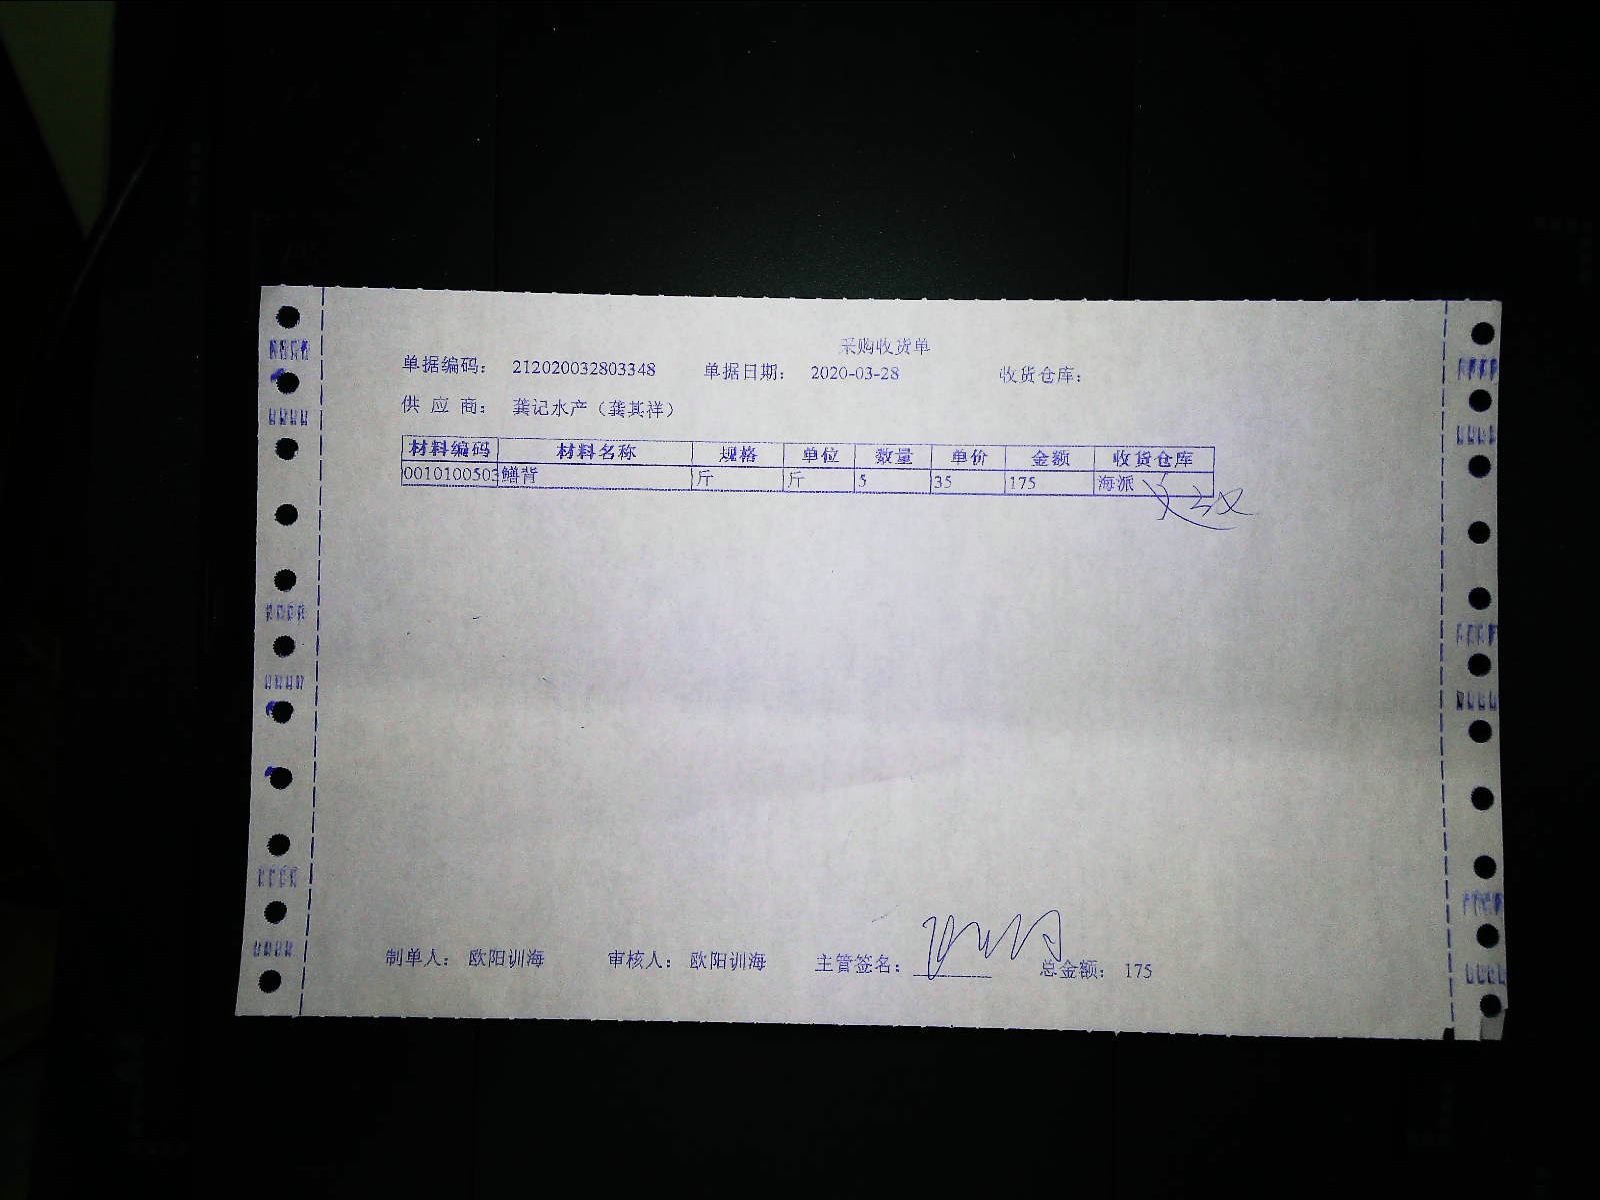 采购收货单
单据编码： 212020032803348 单据日期： 2020-03-28 收货仓库：
供 应 商： 龚记水产（龚其祥）
材料编码 材料名称 规格 单位 数量 单价 金额 收货仓库
0010100503 鳝背 斤 斤 5 35 175 海派
制单人： 欧阳训海 审核人： 欧阳训海 主管签名： 总金额： 175